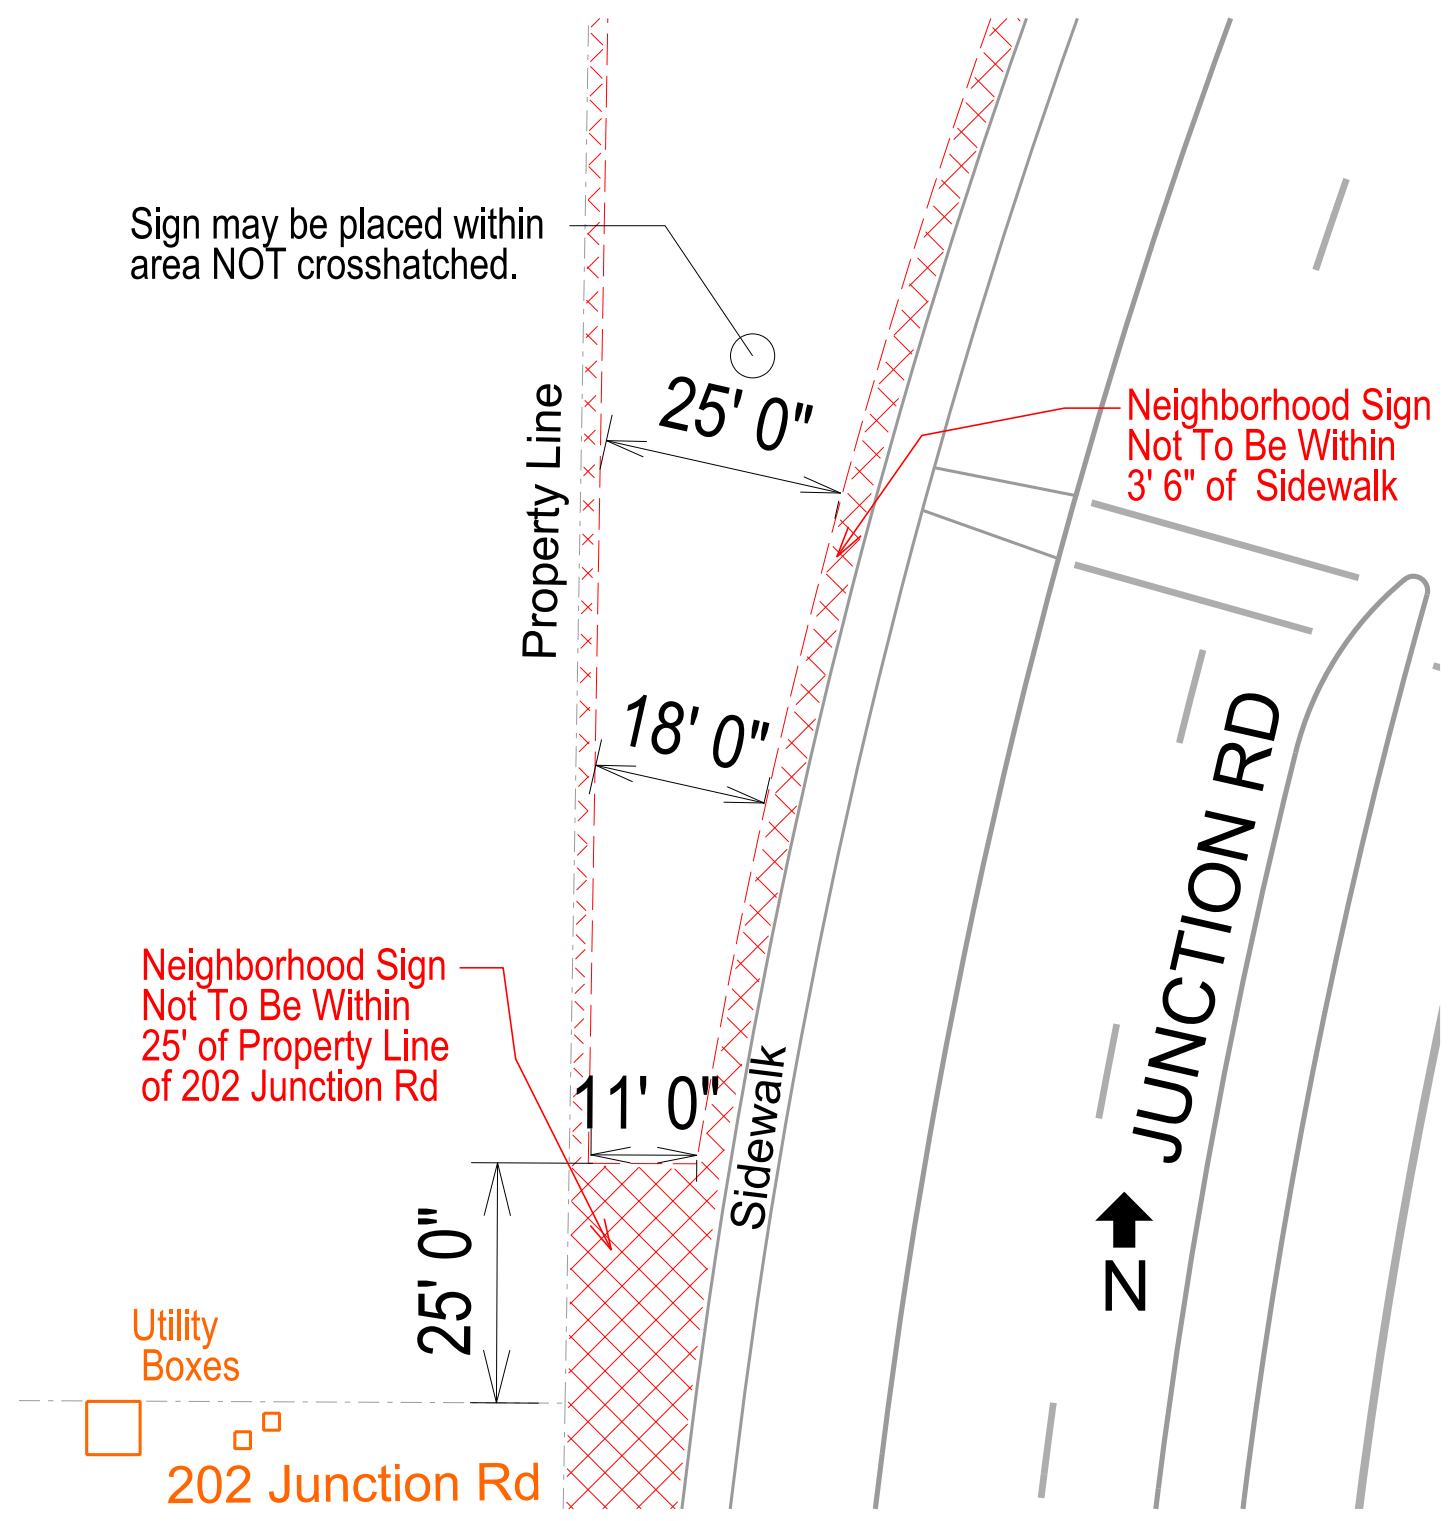 Sign may be placed within
area NOT crosshatched.
25' 0"
Property Line
Neighborhood Sign
Not To Be Within
3' 6" of Sidewalk
18' 0"
JUNCTION RD
Neighborhood Sign
Not To Be Within
25' of Property Line
of 202 Junction Rd
11' 0"
Sidewalk
25' 0"
N
Utility
Boxes
202 Junction Rd